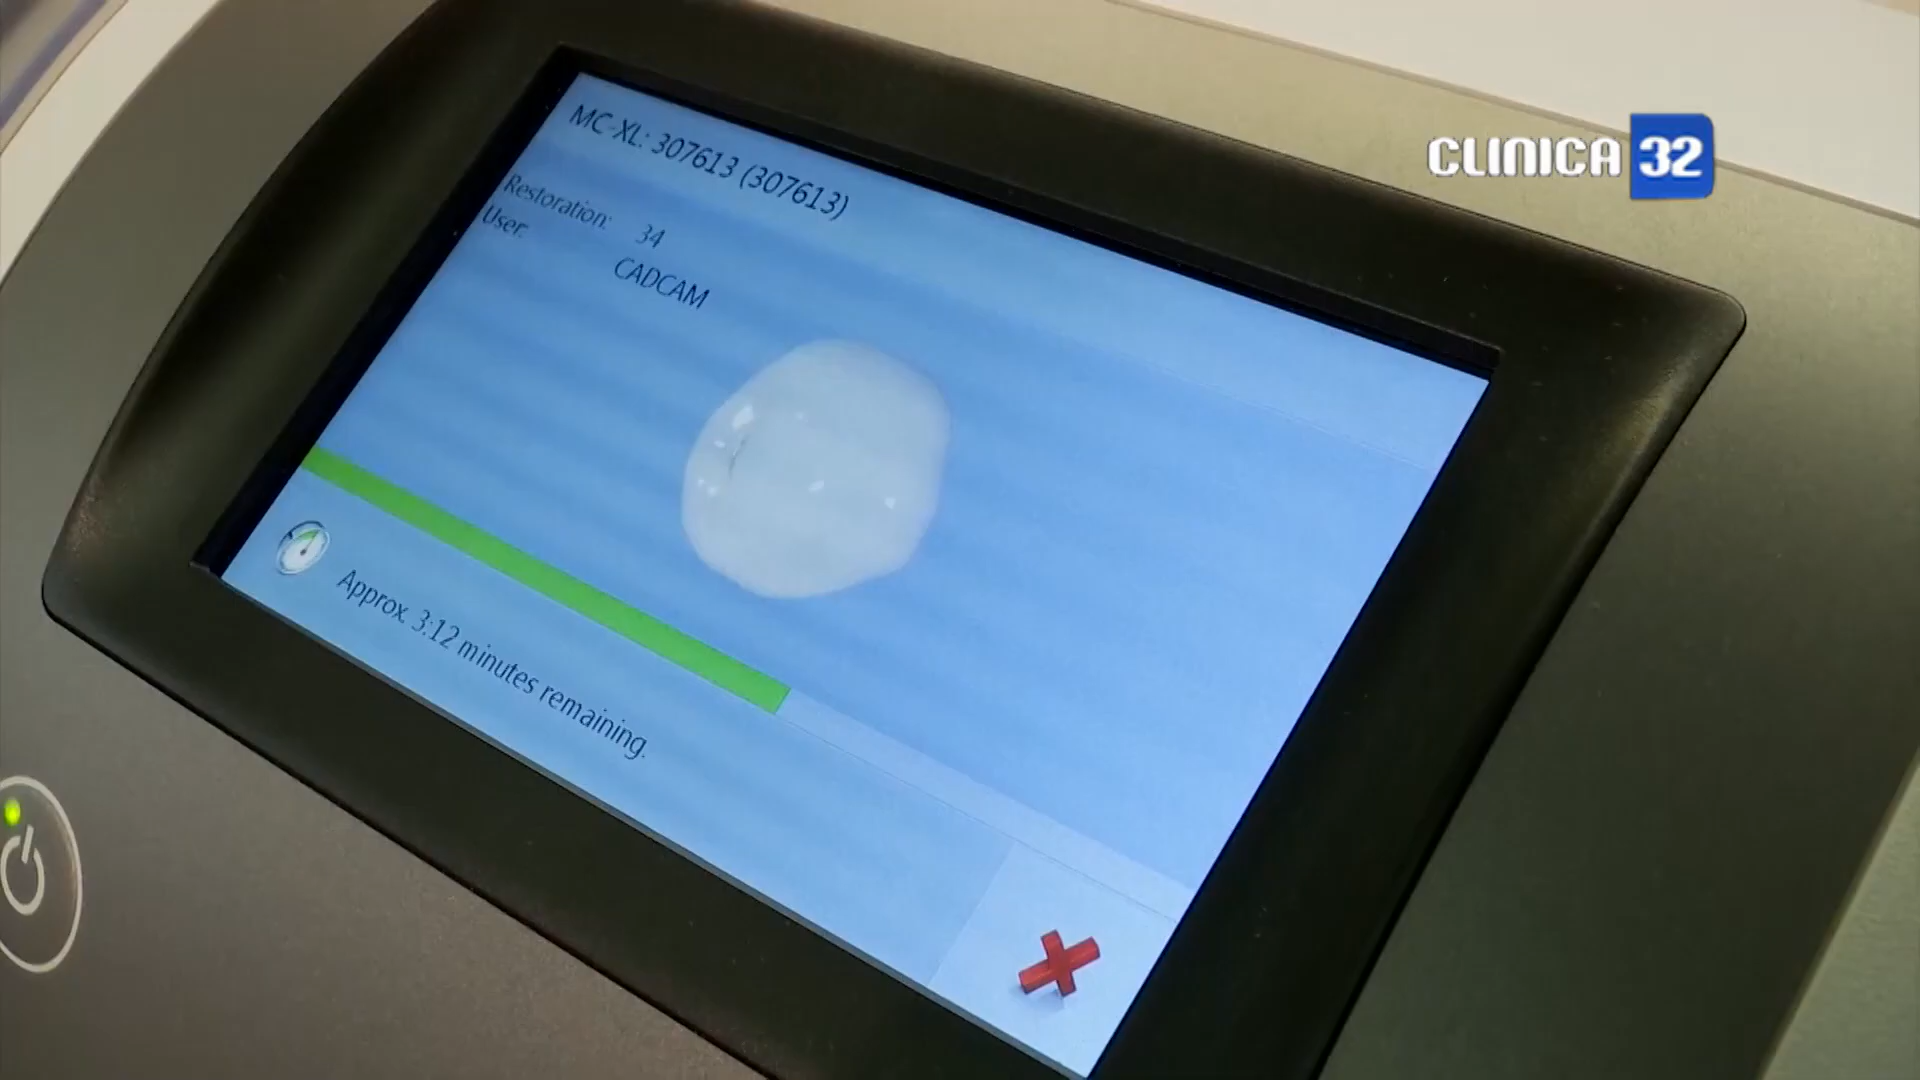 CLINICA 32
MC-XL: 307613 (307613)
Restoration: 34
User: CADCAM
Approx. 3:12 minutes remaining.